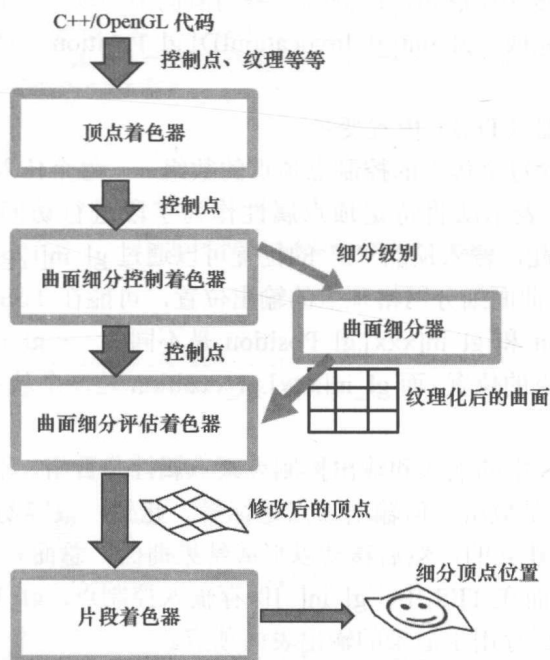 C++/OpenGL 代码
控制点、纹理等等
顶点着色器
控制点
细分级别
曲面细分控制着色器
曲面细分器
控制点
纹理化后的曲面
曲面细分评估着色器
修改后的顶点
细分顶点位置
片段着色器